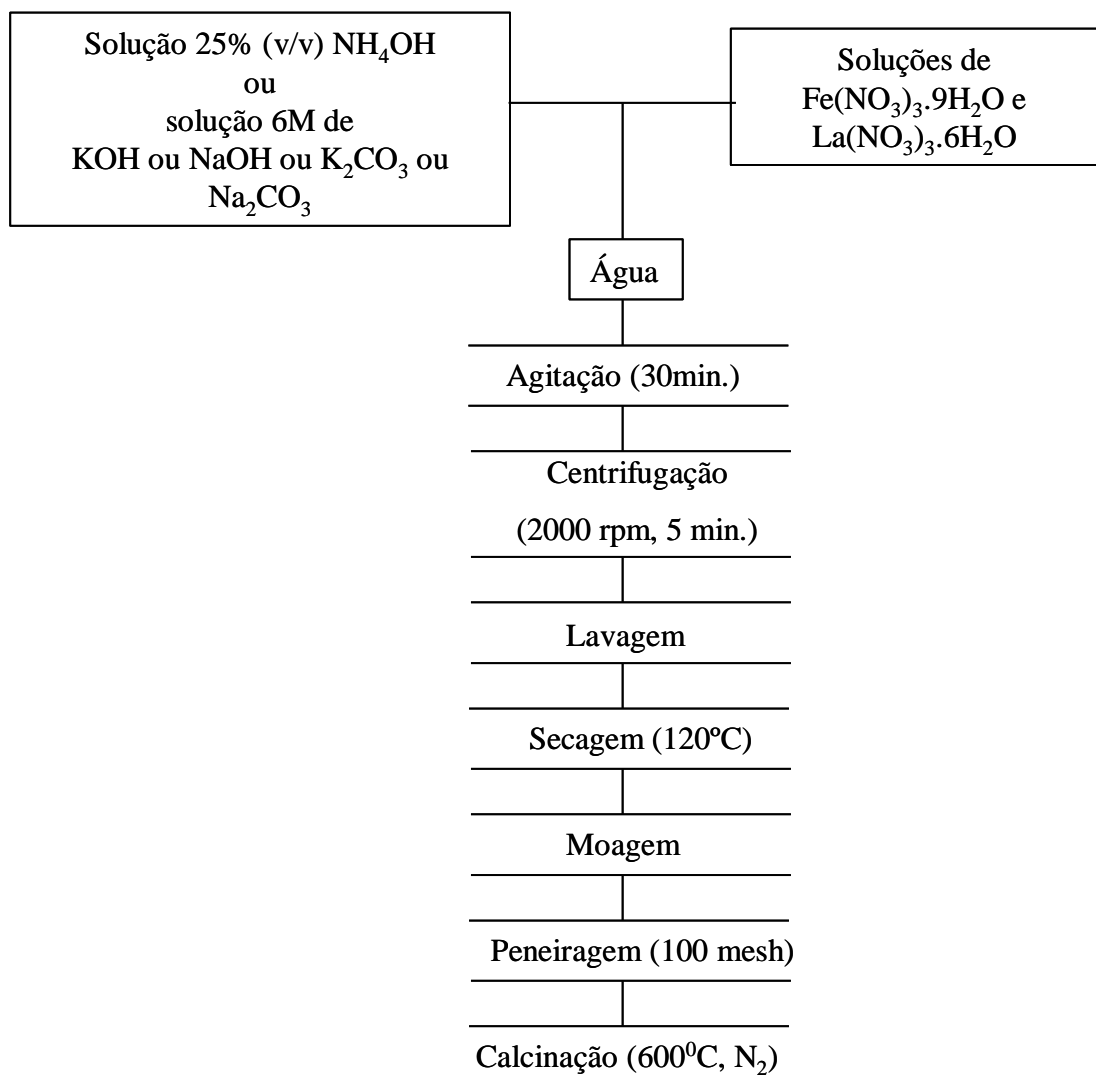 Solução 25% (v/v) NH₄OH
ou
solução 6M de
KOH ou NaOH ou K₂CO₃ ou
Na₂CO₃
Soluções de
Fe(NO₃)₃.9H₂O e
La(NO₃)₃.6H₂O
Água
Agitação (30min.)
Centrifugação
(2000 rpm, 5 min.)
Lavagem
Secagem (120ºC)
Moagem
Peneiragem (100 mesh)
Calcinação (600⁰C, N₂)